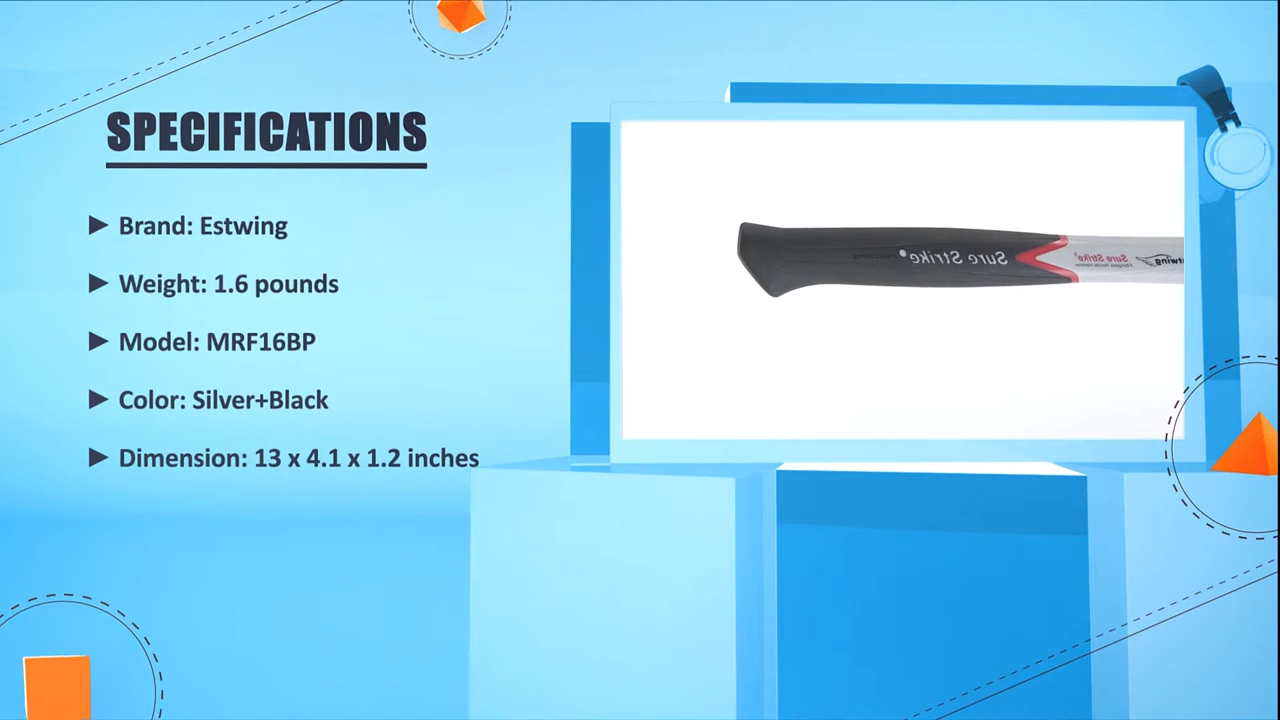 SPECIFICATIONS
► Brand: Estwing
► Weight: 1.6 pounds
► Model: MRF16BP
► Color: Silver+Black
► Dimension: 13 x 4.1 x 1.2 inches
Sure Strike
Sure Strike
twing